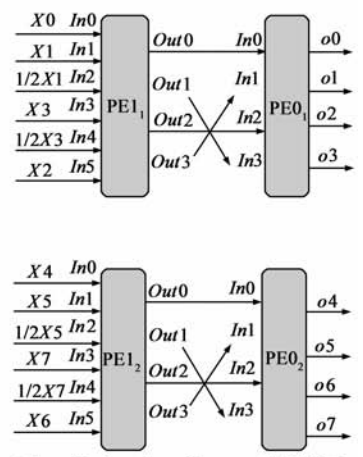 X0 In0
X1 In1
1/2X1 In2
X3 In3
1/2X3 In4
X2 In5
PE1₁
Out0 In0
Out1 In1
Out2 In2
Out3 In3
PE0₁
o0
o1
o2
o3
X4 In0
X5 In1
1/2X5 In2
X7 In3
1/2X7 In4
X6 In5
PE1₂
Out0 In0
Out1 In1
Out2 In2
Out3 In3
PE0₂
o4
o5
o6
o7